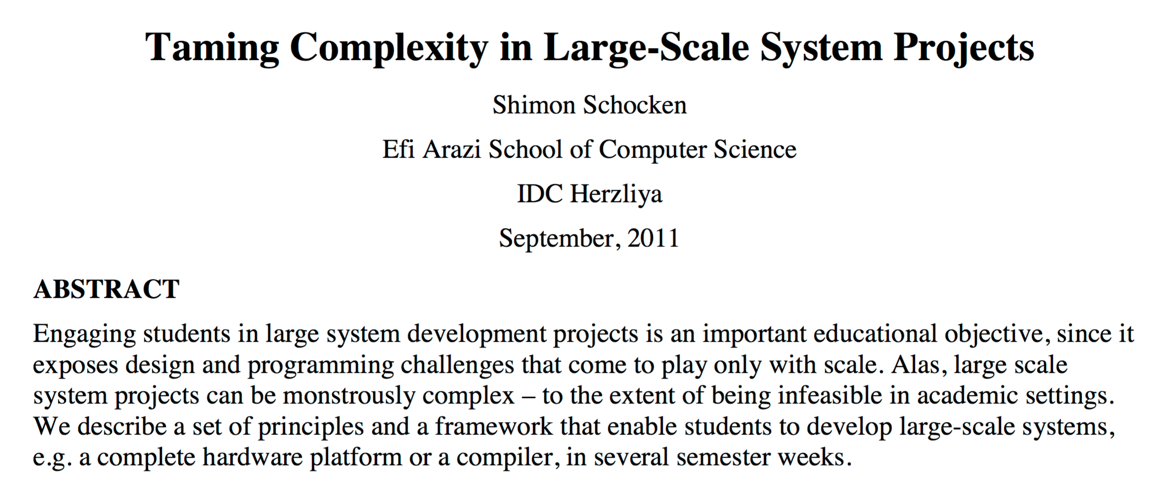 Taming Complexity in Large-Scale System Projects
Shimon Schocken
Efi Arazi School of Computer Science
IDC Herzliya
September, 2011
ABSTRACT
Engaging students in large system development projects is an important educational objective, since it
exposes design and programming challenges that come to play only with scale. Alas, large scale
system projects can be monstrously complex – to the extent of being infeasible in academic settings.
We describe a set of principles and a framework that enable students to develop large-scale systems,
e.g. a complete hardware platform or a compiler, in several semester weeks.